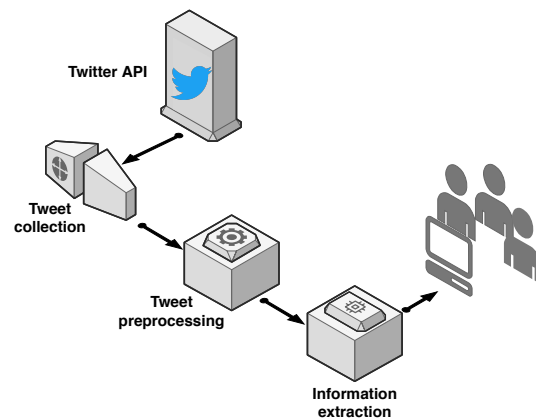 Twitter API
Tweet
collection
Tweet
preprocessing
Information
extraction